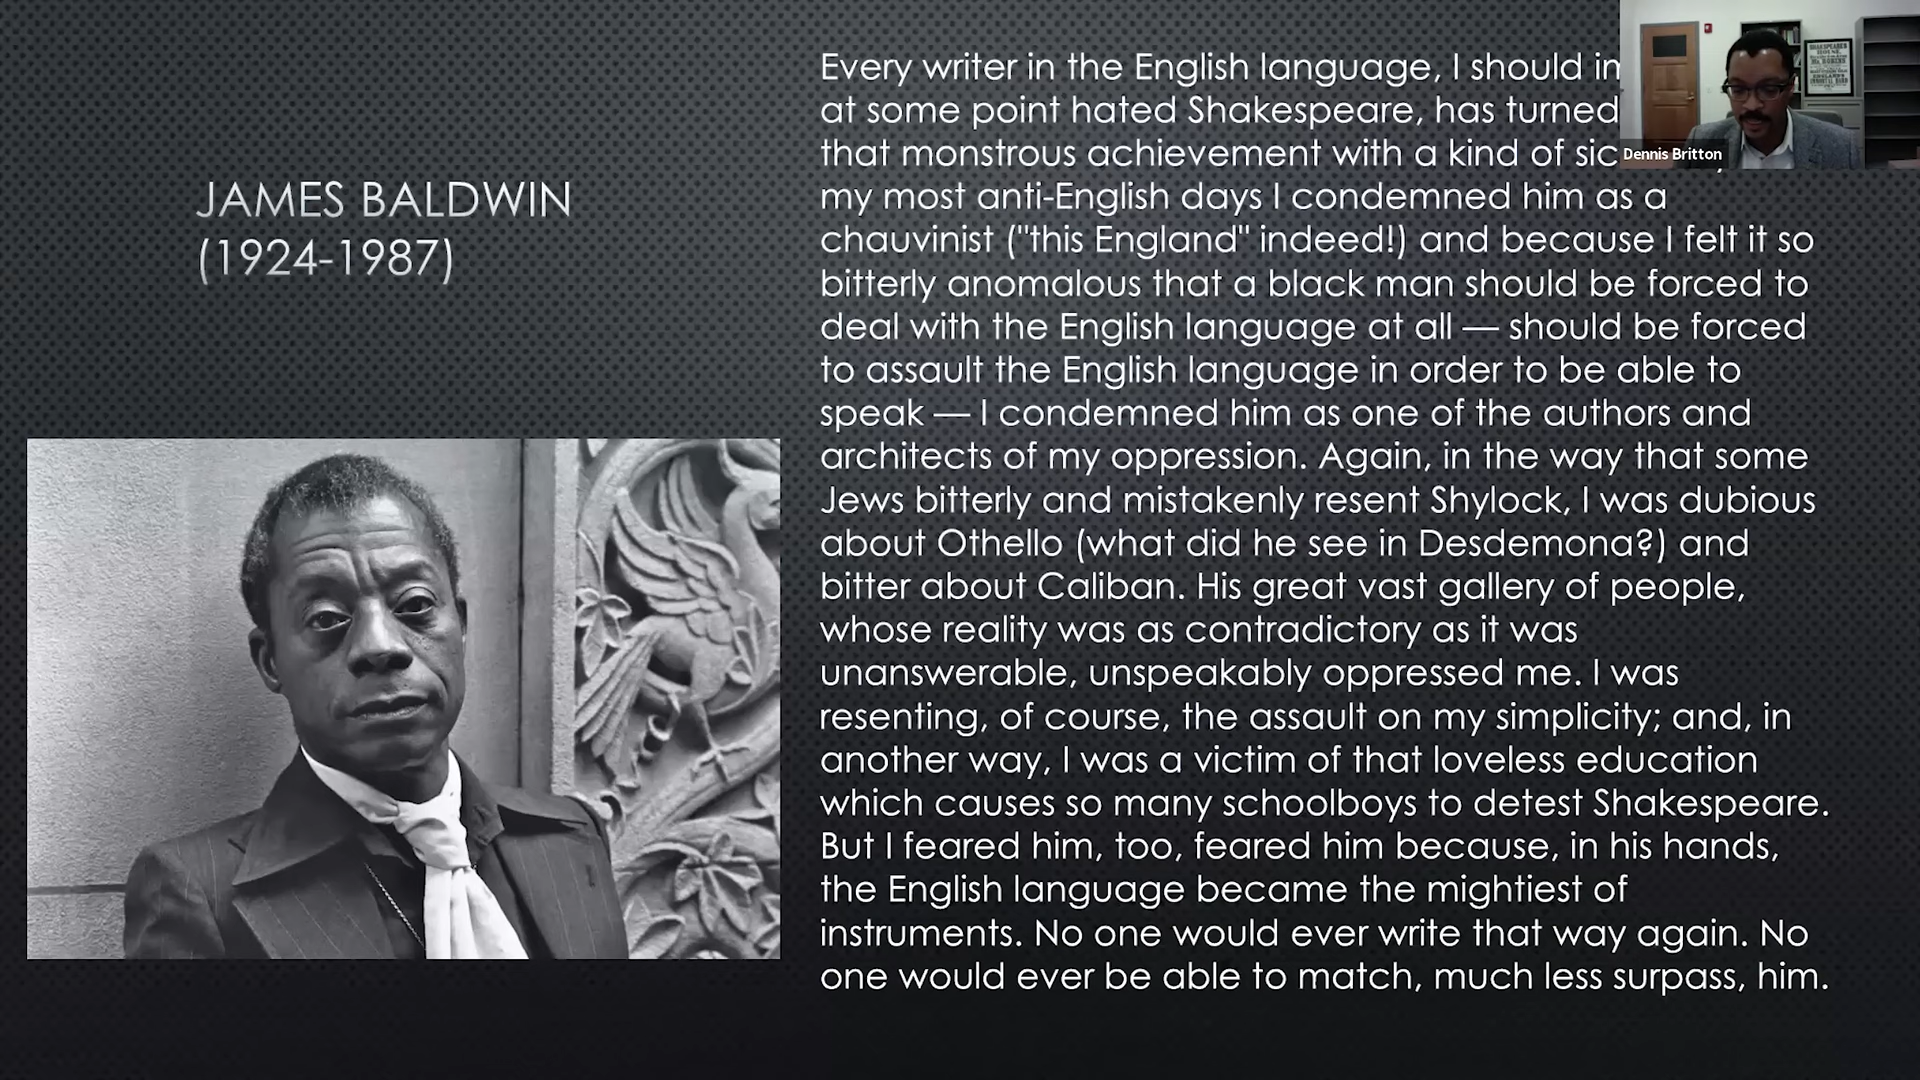 JAMES BALDWIN
(1924-1987)
Every writer in the English language, I should
at some point hated Shakespeare, has turned
that monstrous achievement with a kind of
my most anti-English days I condemned him as a
chauvinist ("this England" indeed!) and because I felt it so
bitterly anomalous that a black man should be forced to
deal with the English language at all — should be forced
to assault the English language in order to be able to
speak — I condemned him as one of the authors and
architects of my oppression. Again, in the way that some
Jews bitterly and mistakenly resent Shylock, I was dubious
about Othello (what did he see in Desdemona?) and
bitter about Caliban. His great vast gallery of people,
whose reality was as contradictory as it was
unanswerable, unspeakably oppressed me. I was
resenting, of course, the assault on my simplicity; and, in
another way, I was a victim of that loveless education
which causes so many schoolboys to detest Shakespeare.
But I feared him, too, feared him because, in his hands,
the English language became the mightiest of
instruments. No one would ever write that way again. No
one would ever be able to match, much less surpass, him.
Dennis Britton
SHAKSPEARE'S
HOUSE,